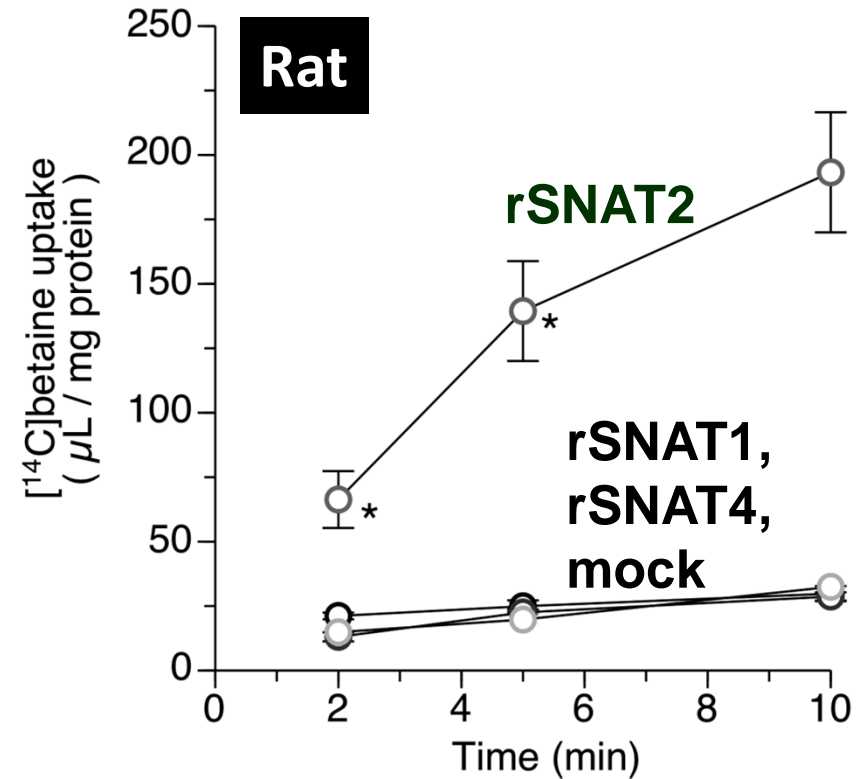 Rat
250
200
150
100
50
0
[¹⁴C]betaine uptake
( μL / mg protein )
rSNAT2
*
*
rSNAT1,
rSNAT4,
mock
0 2 4 6 8 10
Time (min)